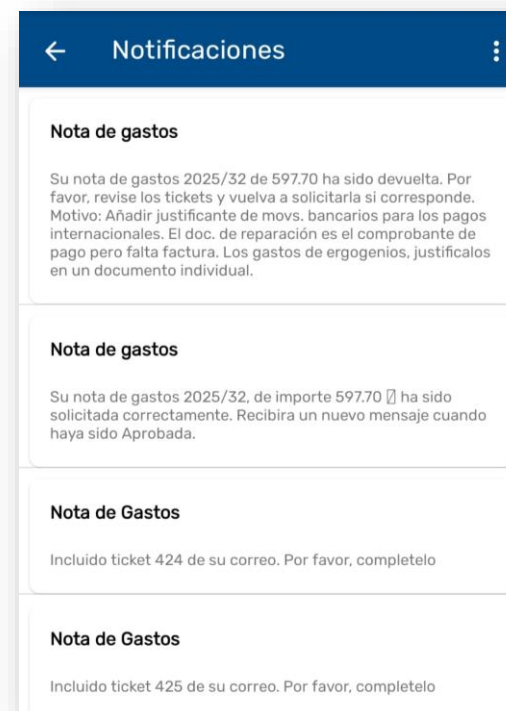 Notificaciones
Nota de gastos
Su nota de gastos 2025/32 de 597.70 ha sido devuelta. Por
favor, revise los tickets y vuelva a solicitarla si corresponde.
Motivo: Añadir justificante de movs. bancarios para los pagos
internacionales. El doc. de reparación es el comprobante de
pago pero falta factura. Los gastos de ergogenios, justificalos
en un documento individual.
Nota de gastos
Su nota de gastos 2025/32, de importe 597.70 ha sido
solicitada correctamente. Recibira un nuevo mensaje cuando
haya sido Aprobada.
Nota de Gastos
Incluido ticket 424 de su correo. Por favor, completelo
Nota de Gastos
Incluido ticket 425 de su correo. Por favor, completelo